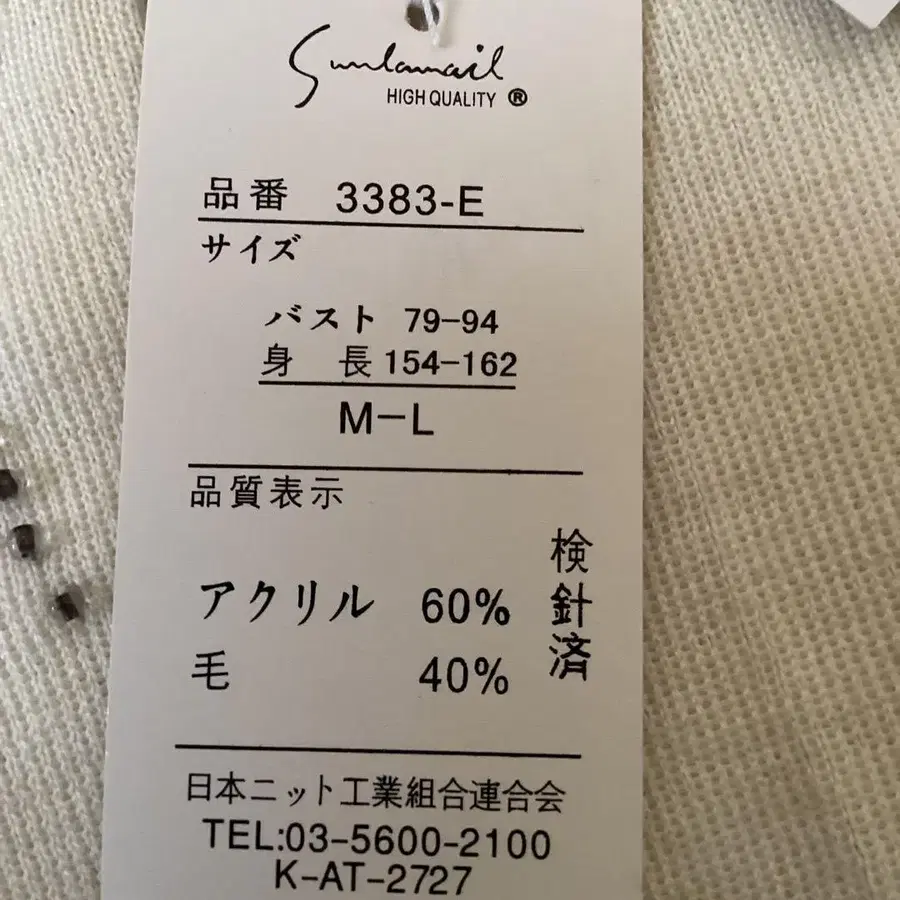 Sunlamail
HIGH QUALITY ®
品番 3383-E
サイズ
バスト 79-94
身 長 154-162
M-L
品質表示
アクリル 60%
毛 40%
検針済
日本ニット工業組合連合会
TEL:03-5600-2100
K-AT-2727